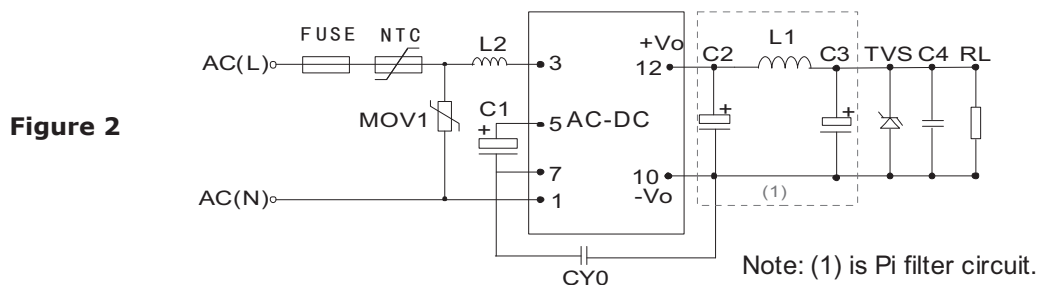 Figure 2
FUSE NTC L2 +Vo C2 L1 C3 TVS C4 RL
AC(L) 3 12
MOV1 C1 + 5 AC-DC + +
7 10
AC(N) 1 -Vo (1)
CY0
Note: (1) is Pi filter circuit.